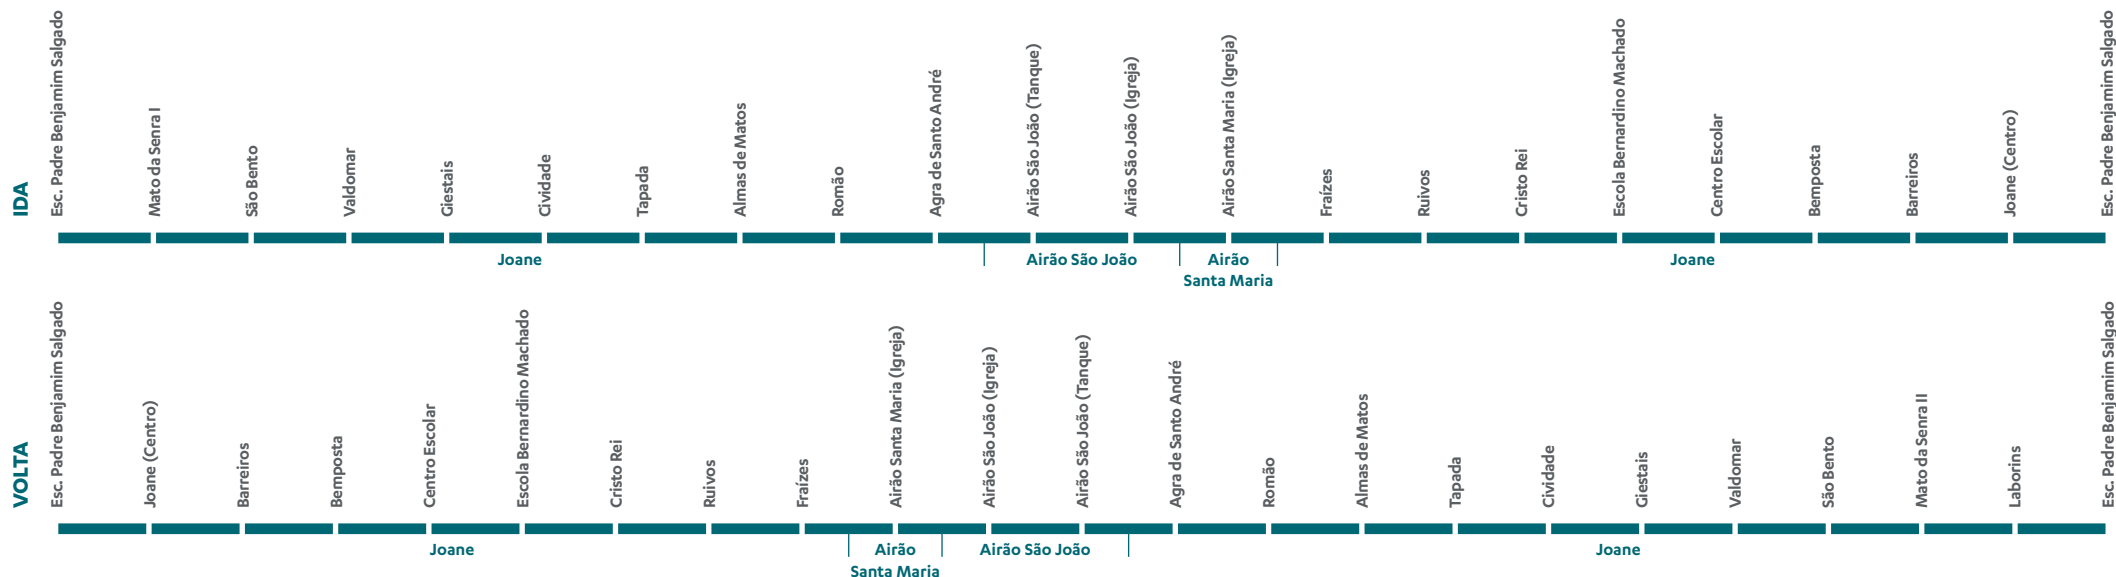 IDA
Esc. Padre Benjamim Salgado
Mato da Senra I
São Bento
Valdomar
Giestais
Cividade
Tapada
Almas de Matos
Romão
Agra de Santo André
Airão São João (Tanque)
Airão São João (Igreja)
Airão Santa Maria (Igreja)
Fraízes
Ruivos
Cristo Rei
Escola Bernardino Machado
Centro Escolar
Bemposta
Barreiros
Joane (Centro)
Esc. Padre Benjamim Salgado
Joane
Airão São João
Airão
Santa Maria
Joane
VOLTA
Esc. Padre Benjamim Salgado
Joane (Centro)
Barreiros
Bemposta
Centro Escolar
Escola Bernardino Machado
Cristo Rei
Ruivos
Fraízes
Airão Santa Maria (Igreja)
Airão São João (Igreja)
Airão São João (Tanque)
Agra de Santo André
Romão
Almas de Matos
Tapada
Cividade
Giestais
Valdomar
São Bento
Mato da Senra II
Laborins
Esc. Padre Benjamim Salgado
Joane
Airão
Santa Maria
Airão São João
Joane